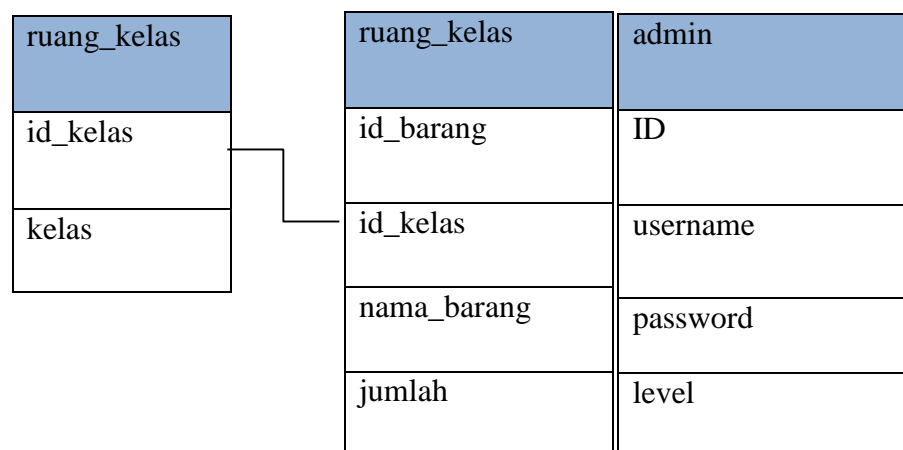 ruang_kelas
id_kelas
kelas
ruang_kelas
id_barang
id_kelas
nama_barang
jumlah
admin
ID
username
password
level